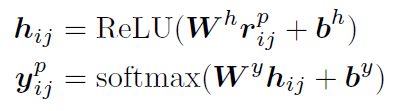 h_{ij} = ReLU(W^h r^p_{ij} + b^h)
y^p_{ij} = softmax(W^y h_{ij} + b^y)